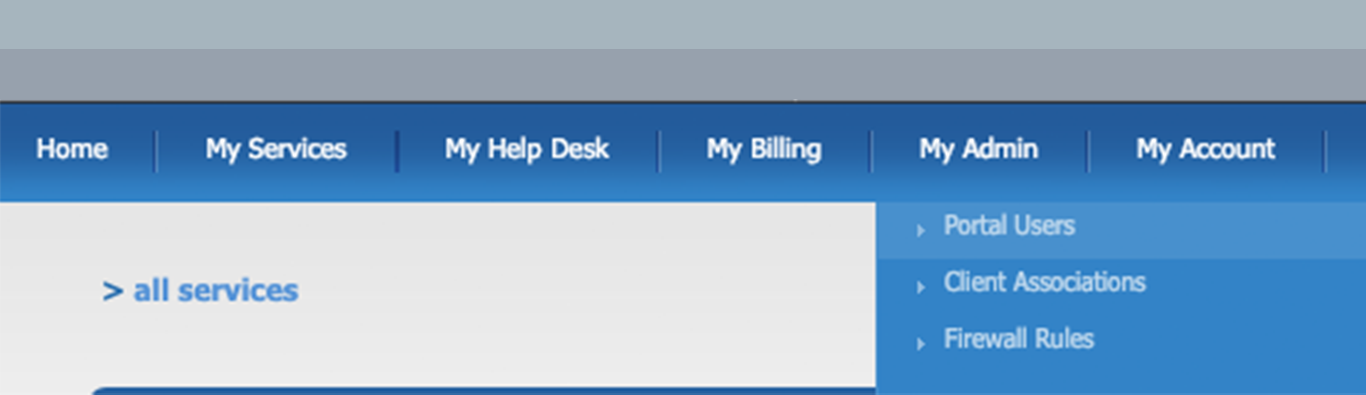 Home My Services My Help Desk My Billing My Admin My Account
Portal Users
> all services
Client Associations
Firewall Rules